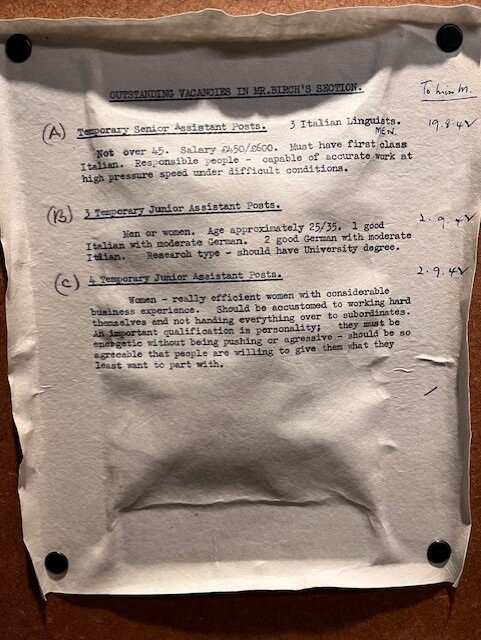 OUTSTANDING VACANCIES IN MR.BIRCH'S SECTION.
To Miss M.
(A) Temporary Senior Assistant Posts. 3 Italian Linguists. 19.8.42
MEN.
Not over 45. Salary £450/£600. Must have first class
Italian. Responsible people - capable of accurate work at
high pressure speed under difficult conditions.
(B) 3 Temporary Junior Assistant Posts. 2.9.42
Men or women. Age approximately 25/35. 1 good
Italian with moderate German. 2 good German with moderate
Italian. Research type - should have University degree.
(C) 4 Temporary Junior Assistant Posts. 2.9.42
Women - really efficient women with considerable
business experience. Should be accustomed to working hard
themselves and not handing everything over to subordinates.
An important qualification is personality; they must be
energetic without being pushing or agressive - should be so
agreeable that people are willing to give them what they
least want to part with.